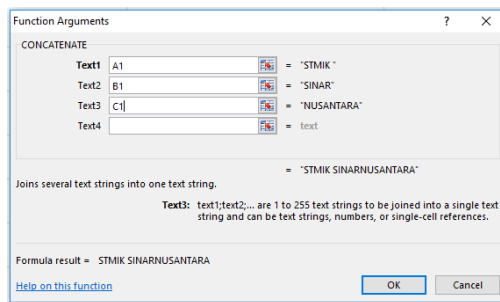 Function Arguments ? X
CONCATENATE
Text1 A1 = "STMIK "
Text2 B1 = "SINAR"
Text3 C1 = "NUSANTARA"
Text4 = text
= "STMIK SINARNUSANTARA"
Joins several text strings into one text string.
Text3: text1;text2;... are 1 to 255 text strings to be joined into a single text
string and can be text strings, numbers, or single-cell references.
Formula result = STMIK SINARNUSANTARA
Help on this function OK Cancel